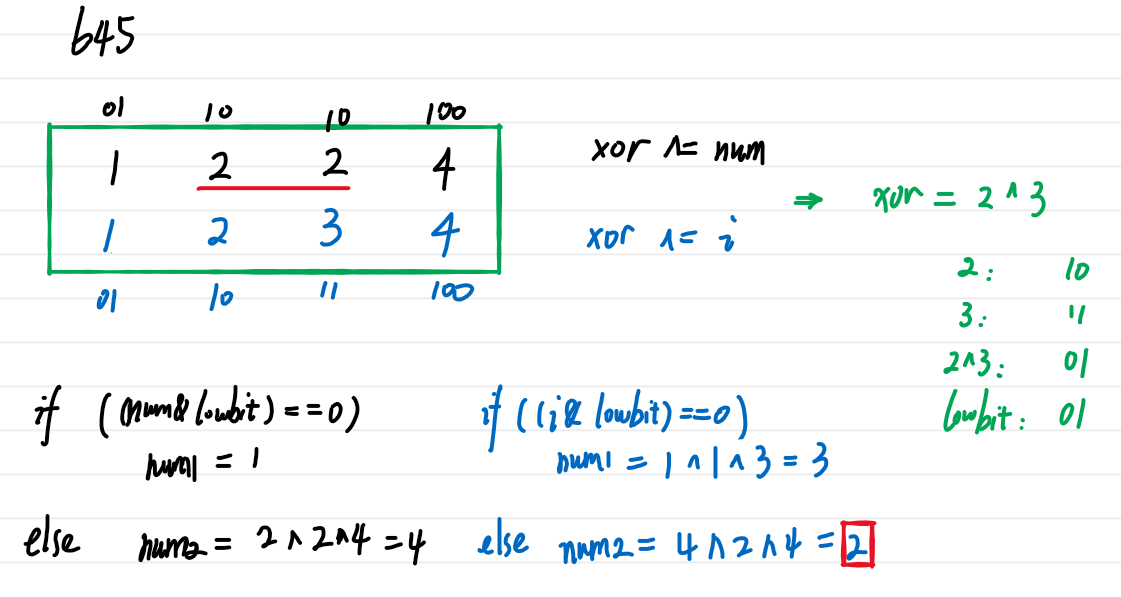 645
01 10 10 100
1 2 2 4
1 2 3 4
01 10 11 100
xor ^= num
xor ^= i
⇒ xor = 2 ^ 3
2: 10
3: 11
2^3: 01
lowbit: 01
if ((num & lowbit) == 0)
num1 = 1
else num2 = 2 ^ 2 ^ 4 = 4
if ((i & lowbit) == 0)
num1 = 1 ^ 1 ^ 3 = 3
else num2 = 4 ^ 2 ^ 4 = 2